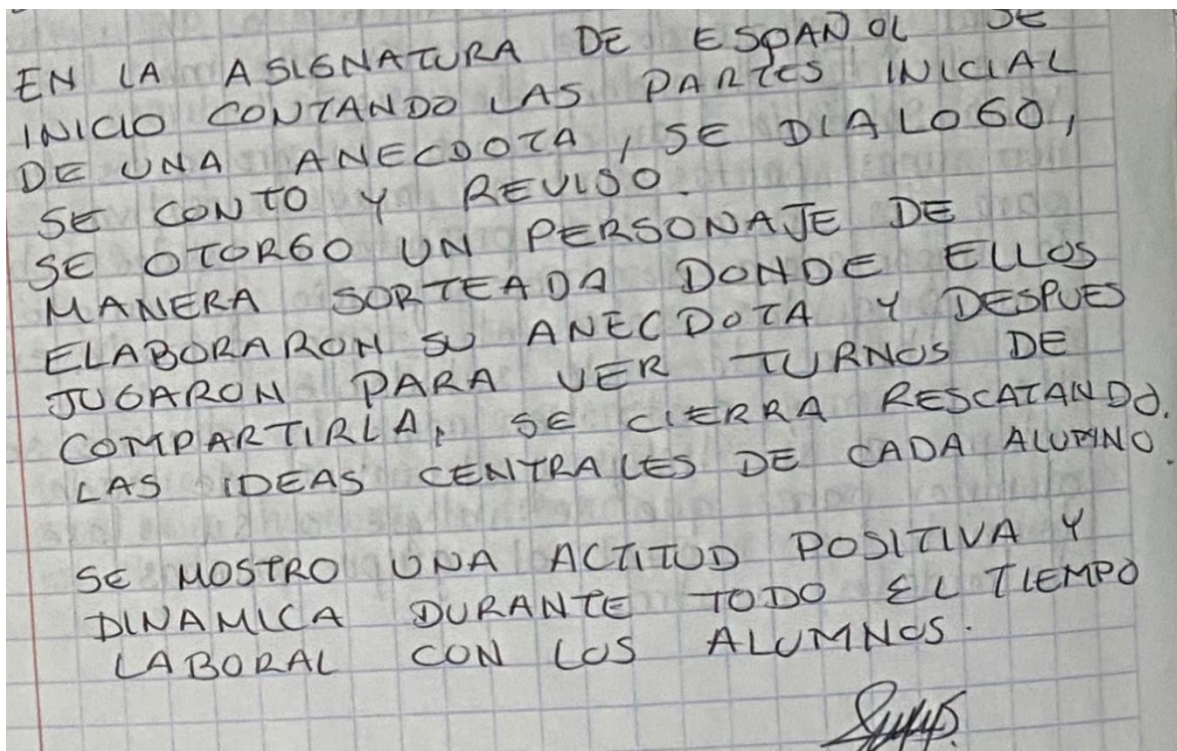 EN LA ASIGNATURA DE ESPAÑOL SE
INICIO CONTANDO LAS PARTES INICIAL
DE UNA ANECDOTA, SE DIALOGO,
SE CONTO Y REVISO.
SE OTORGO UN PERSONAJE DE
MANERA SORTEADA DONDE ELLOS
ELABORARON SU ANECDOTA Y DESPUES
JUGARON PARA VER TURNOS DE
COMPARTIRLA, SE CIERRA RESCATANDO.
LAS IDEAS CENTRALES DE CADA ALUMNO.
SE MOSTRO UNA ACTITUD POSITIVA Y
DINAMICA DURANTE TODO EL TIEMPO
LABORAL CON LOS ALUMNOS.